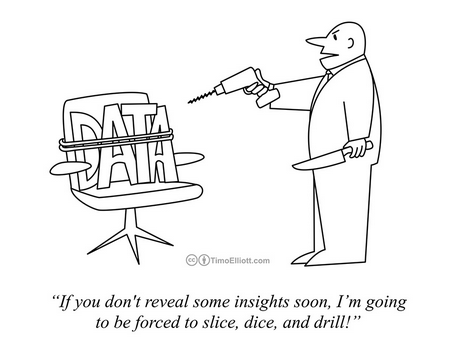 DATA
TimoElliott.com
“If you don't reveal some insights soon, I’m going
to be forced to slice, dice, and drill!”